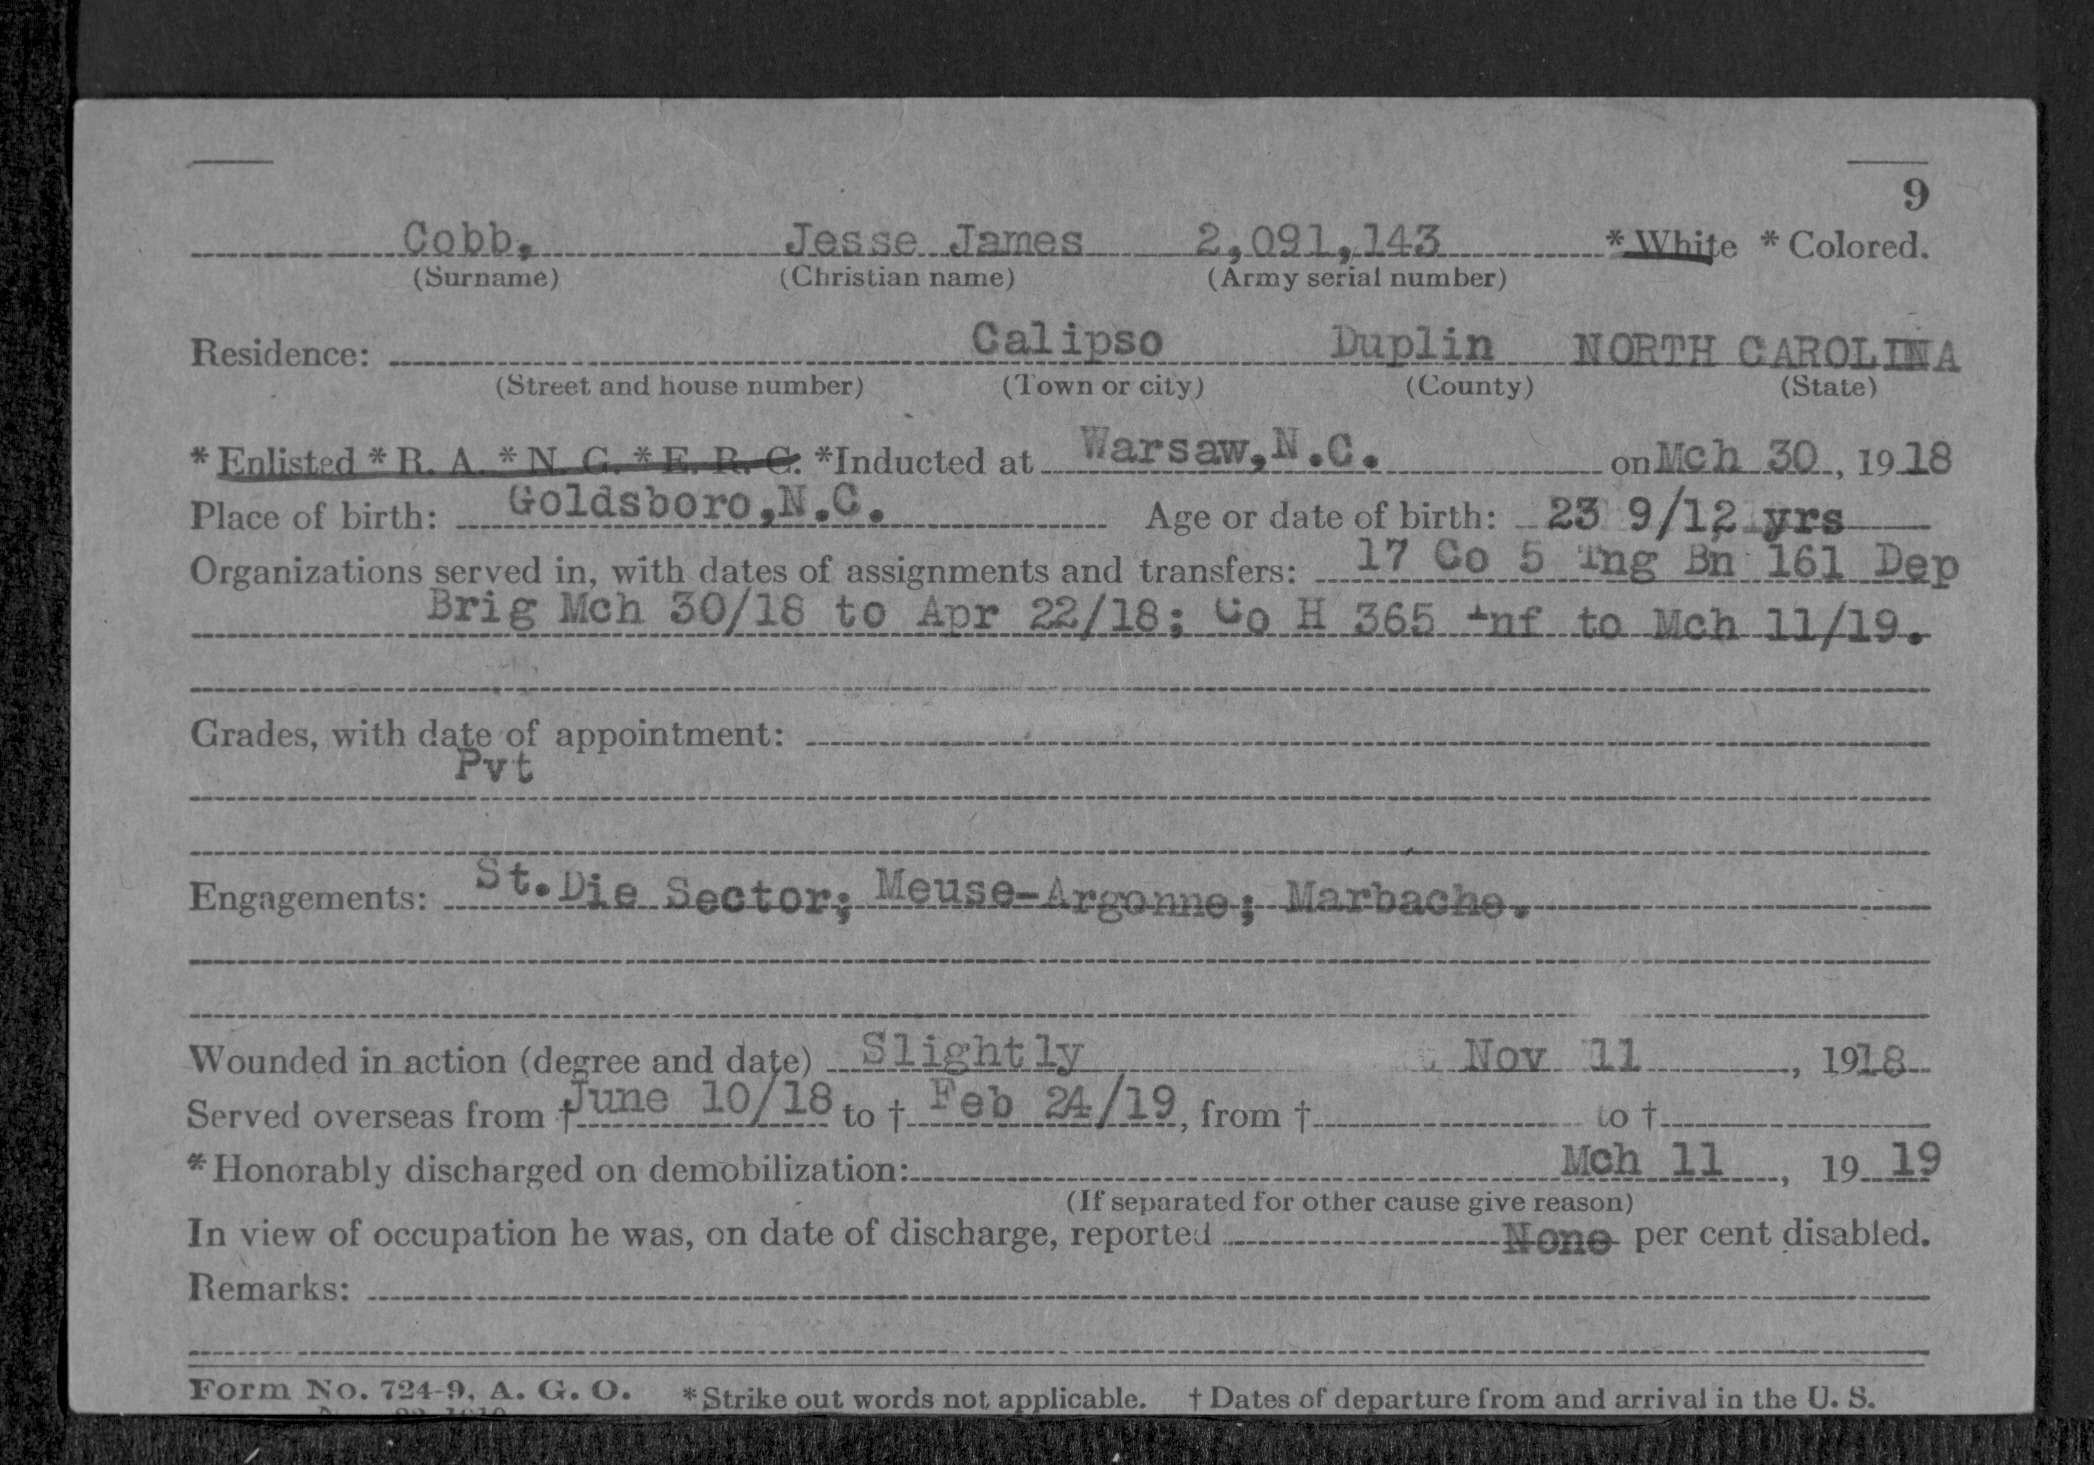 9
Cobb, Jesse James 2,091,143 * White * Colored.
(Surname) (Christian name) (Army serial number)
Residence: Calipso Duplin NORTH CAROLINA
(Street and house number) (Town or city) (County) (State)
* Enlisted * R. A. * N. G. * E. R. C. *Inducted at Warsaw,N.C. on Mch 30, 1918
Place of birth: Goldsboro,N.C. Age or date of birth: 23 9/12 yrs
Organizations served in, with dates of assignments and transfers: 17 Co 5 Tng Bn 161 Dep
Brig Mch 30/18 to Apr 22/18; Co H 365 Inf to Mch 11/19.
Grades, with date of appointment:
Pvt
Engagements: St.Die Sector; Meuse-Argonne; Marbache.
Wounded in action (degree and date) Slightly Nov 11, 1918
Served overseas from † June 10/18 to † Feb 24/19, from † to †
* Honorably discharged on demobilization: Mch 11, 19 19
(If separated for other cause give reason)
In view of occupation he was, on date of discharge, reported None per cent disabled.
Remarks:
Form No. 724-9, A. G. O. *Strike out words not applicable. † Dates of departure from and arrival in the U. S.